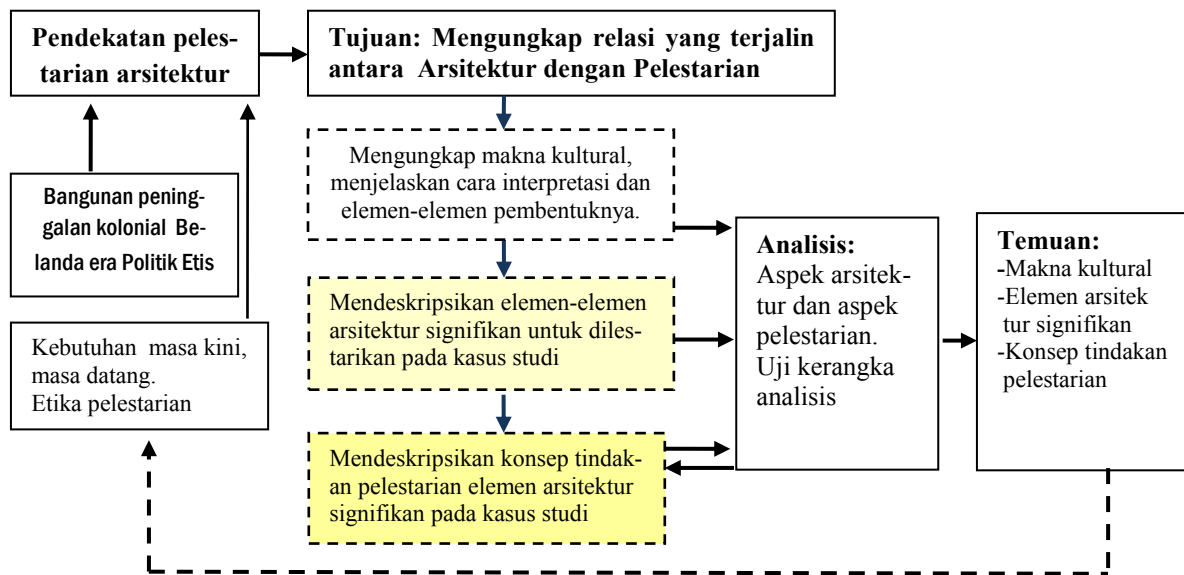 Pendekatan peles-
tarian arsitektur
Tujuan: Mengungkap relasi yang terjalin
antara Arsitektur dengan Pelestarian
Bangunan pening-
galan kolonial Be-
landa era Politik Etis
Kebutuhan masa kini,
masa datang.
Etika pelestarian
Mengungkap makna kultural,
menjelaskan cara interpretasi dan
elemen-elemen pembentuknya.
Mendeskripsikan elemen-elemen
arsitektur signifikan untuk diles-
tarikan pada kasus studi
Mendeskripsikan konsep tindak-
an pelestarian elemen arsitektur
signifikan pada kasus studi
Analisis:
Aspek arsitek-
tur dan aspek
pelestarian.
Uji kerangka
analisis
Temuan:
-Makna kultural
-Elemen arsitek
tur signifikan
-Konsep tindakan
pelestarian